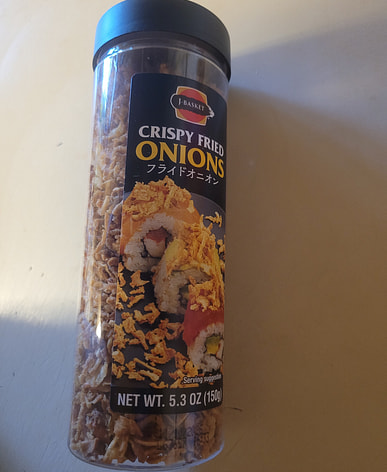 J-BASKET
CRISPY FRIED
ONIONS
フライドオニオン
Serving suggestion
NET WT. 5.3 OZ (150g)